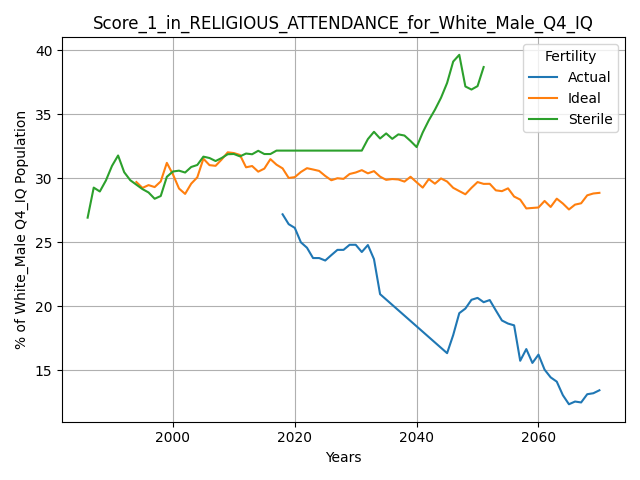 Score_1_in_RELIGIOUS_ATTENDANCE_for_White_Male_Q4_IQ
% of White_Male Q4_IQ Population
40
35
30
25
20
15
Fertility
Actual
Ideal
Sterile
2000
2020
2040
2060
Years